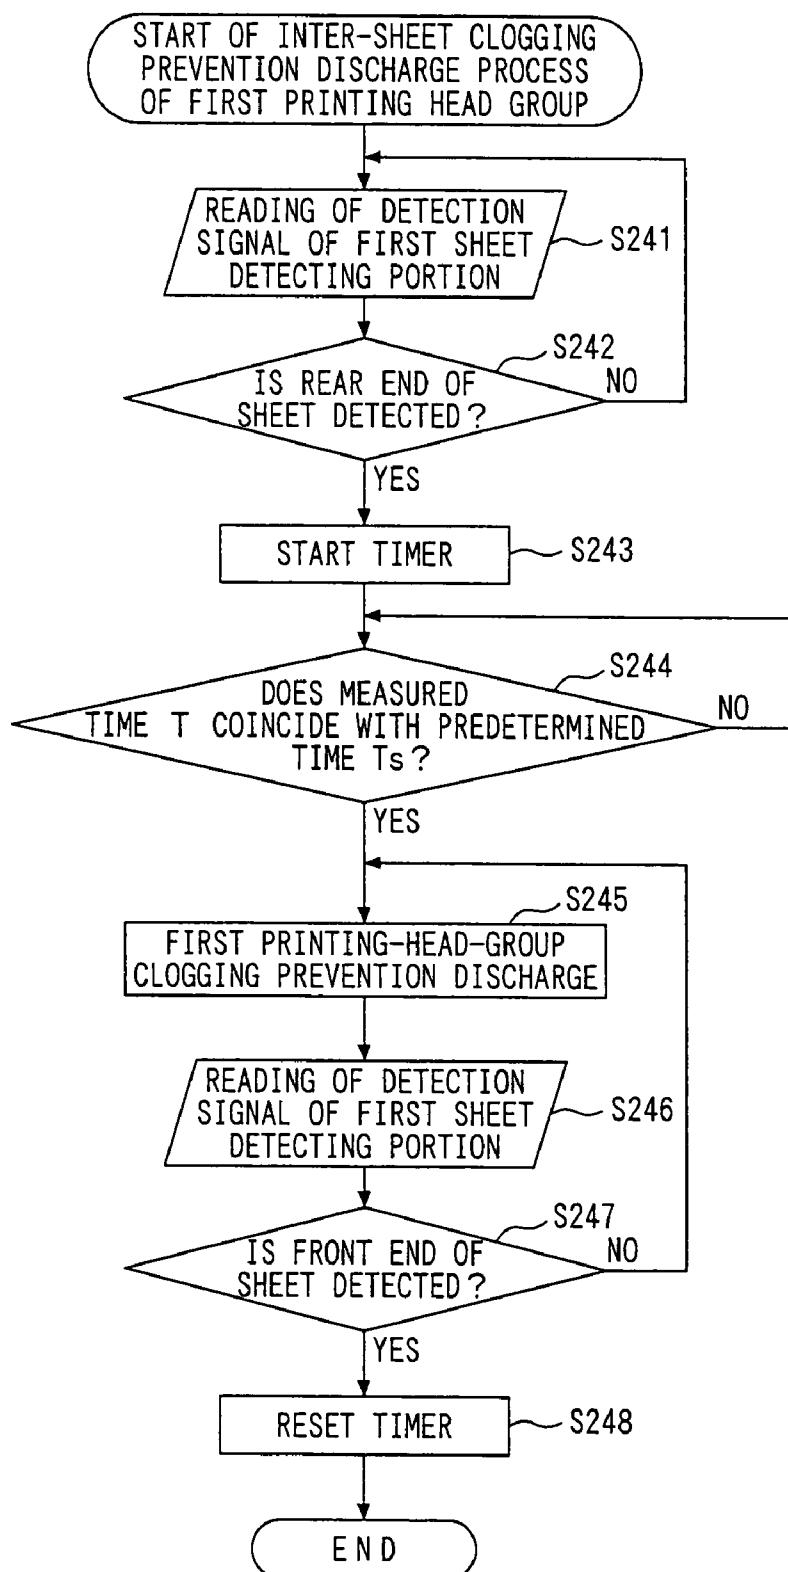 START OF INTER-SHEET CLOGGING
PREVENTION DISCHARGE PROCESS
OF FIRST PRINTING HEAD GROUP
READING OF DETECTION
SIGNAL OF FIRST SHEET
DETECTING PORTION
S241
S242
IS REAR END OF
SHEET DETECTED?
NO
YES
START TIMER
S243
S244
DOES MEASURED
TIME T COINCIDE WITH PREDETERMINED
TIME Ts?
NO
YES
S245
FIRST PRINTING-HEAD-GROUP
CLOGGING PREVENTION DISCHARGE
READING OF DETECTION
SIGNAL OF FIRST SHEET
DETECTING PORTION
S246
S247
IS FRONT END OF
SHEET DETECTED?
NO
YES
RESET TIMER
S248
END